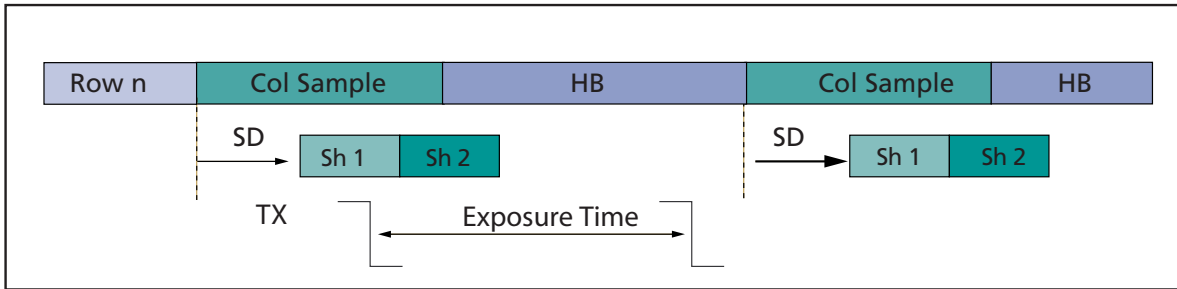 Row n Col Sample HB Col Sample HB
SD SD
Sh 1 Sh 2 Sh 1 Sh 2
TX Exposure Time